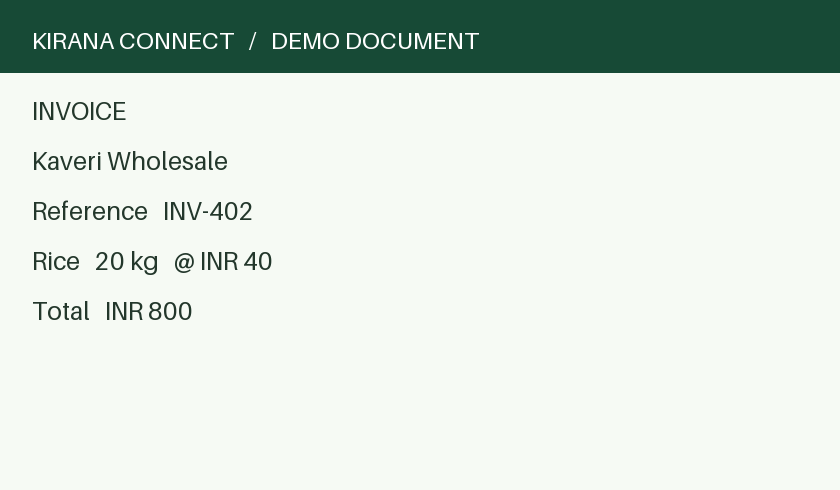 KIRANA CONNECT / DEMO DOCUMENT
INVOICE
Kaveri Wholesale
Reference INV-402
Rice 20 kg @ INR 40
Total INR 800